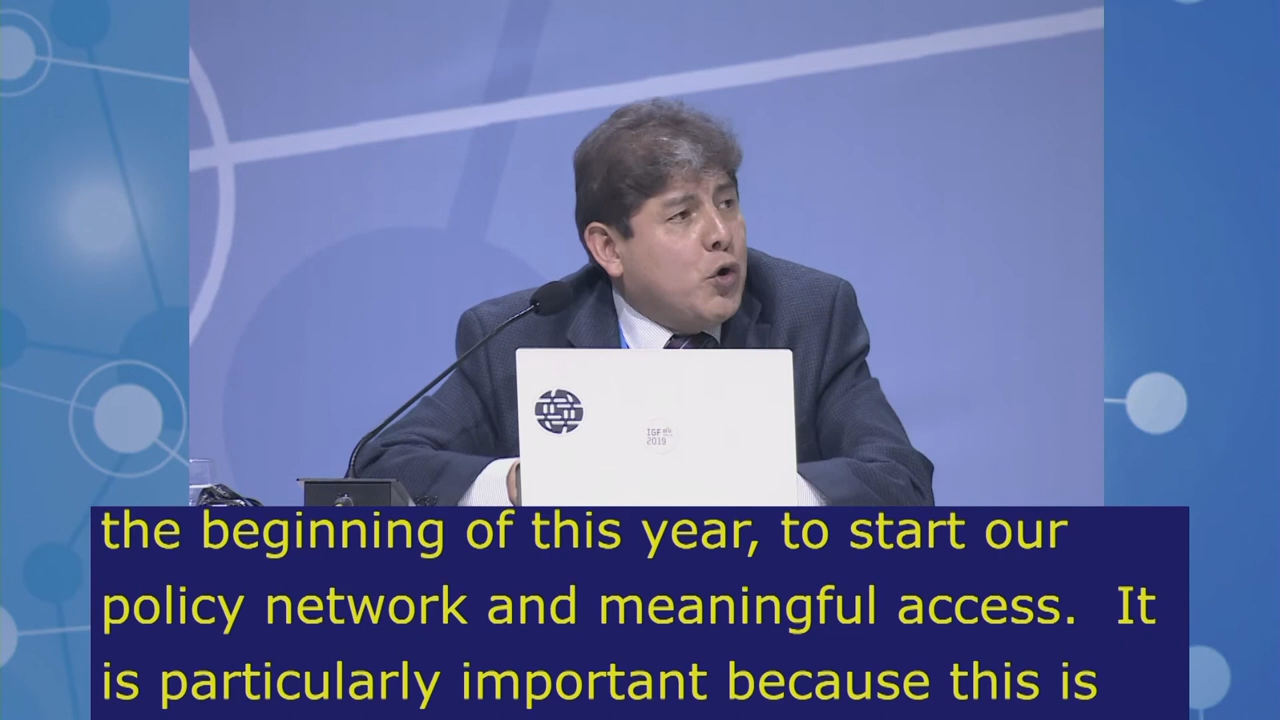 IGF
2019
the beginning of this year, to start our
policy network and meaningful access.  It
is particularly important because this is